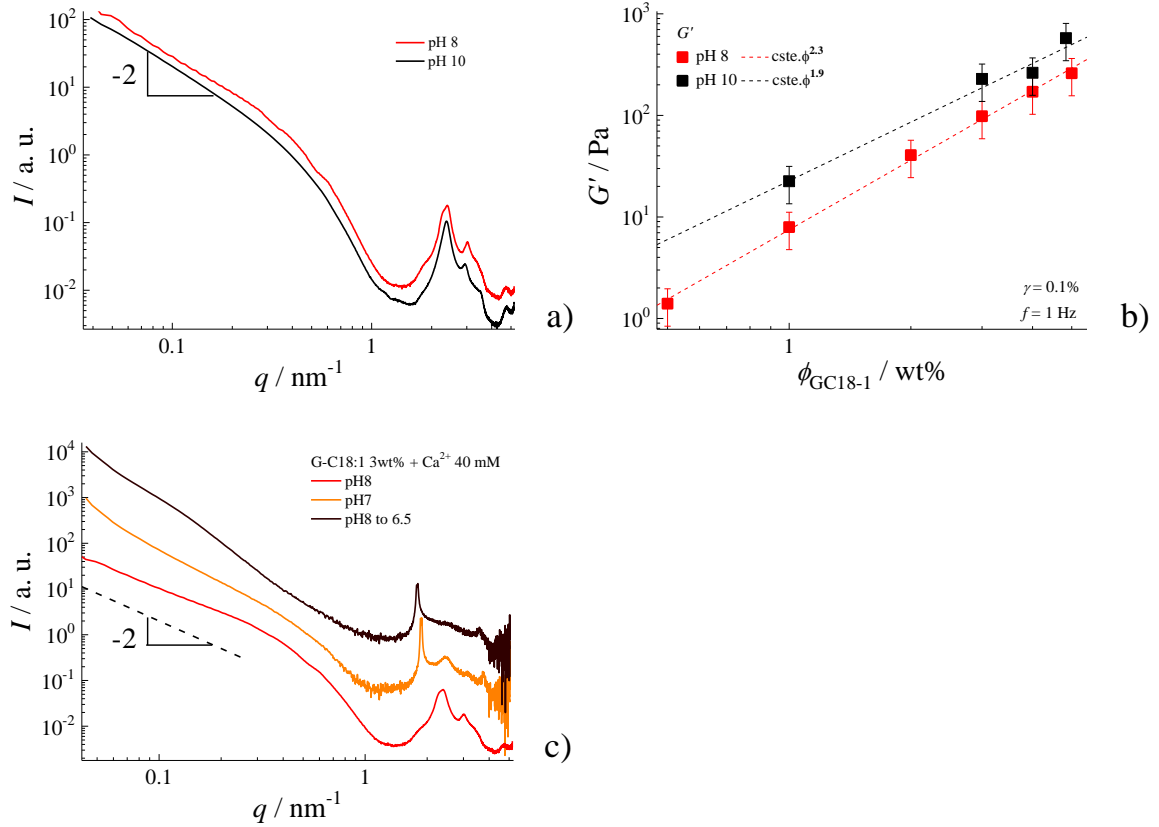 10²
10¹
10⁰
10⁻¹
10⁻²
I / a. u.
-2
pH 8
pH 10
0.1
1
q / nm⁻¹
a)
10³
10²
10¹
10⁰
G' / Pa
G'
pH 8 cste.ϕ²·³
pH 10 cste.ϕ¹·⁹
γ = 0.1%
f = 1 Hz
1
ϕGC18-1 / wt%
b)
10⁴
10³
10²
10¹
10⁰
10⁻¹
10⁻²
I / a. u.
G-C18:1 3wt% + Ca²⁺ 40 mM
pH8
pH7
pH8 to 6.5
-2
0.1
1
q / nm⁻¹
c)